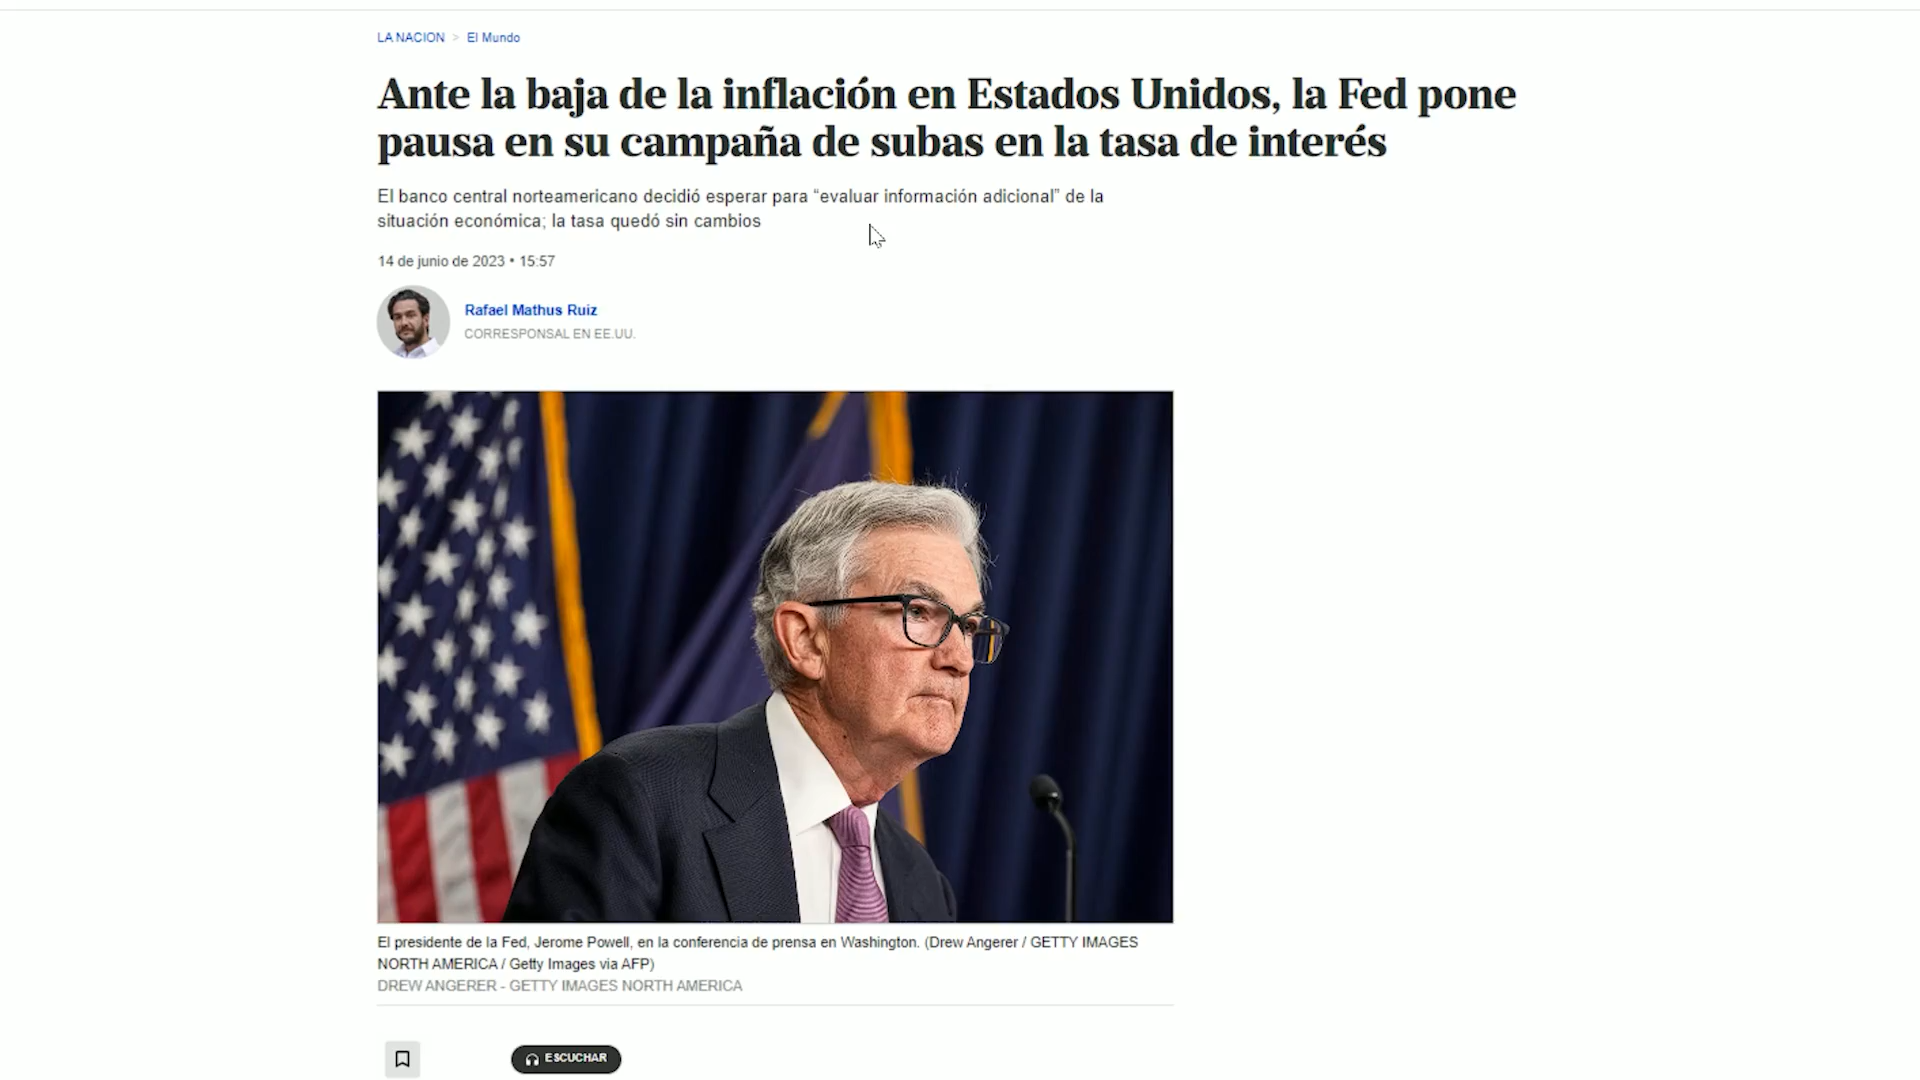 LA NACION > El Mundo
Ante la baja de la inflación en Estados Unidos, la Fed pone
pausa en su campaña de subas en la tasa de interés
El banco central norteamericano decidió esperar para “evaluar información adicional” de la
situación económica; la tasa quedó sin cambios
14 de junio de 2023 • 15:57
Rafael Mathus Ruiz
CORRESPONSAL EN EE.UU.
El presidente de la Fed, Jerome Powell, en la conferencia de prensa en Washington. (Drew Angerer / GETTY IMAGES
NORTH AMERICA / Getty Images via AFP)
DREW ANGERER - GETTY IMAGES NORTH AMERICA
ESCUCHAR